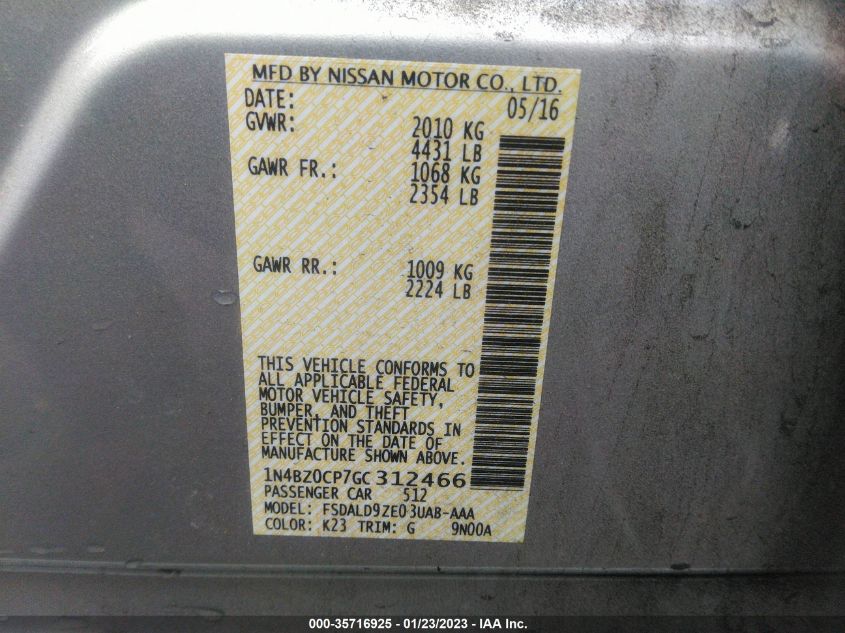 MFD BY NISSAN MOTOR CO., LTD.
DATE: 05/16
GVWR: 2010 KG
4431 LB
GAWR FR.: 1068 KG
2354 LB
GAWR RR.: 1009 KG
2224 LB
THIS VEHICLE CONFORMS TO
ALL APPLICABLE FEDERAL
MOTOR VEHICLE SAFETY,
BUMPER, AND THEFT
PREVENTION STANDARDS IN
EFFECT ON THE DATE OF
MANUFACTURE SHOWN ABOVE.
1N4BZ0CP7GC312466
PASSENGER CAR 512
MODEL: FSDALD9ZE03UAB-AAA
COLOR: K23 TRIM: G 9N00A
000-35716925 - 01/23/2023 - IAA Inc.